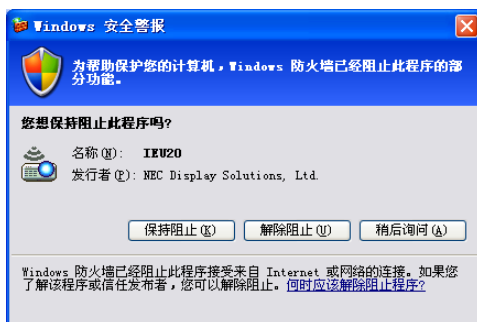 Windows 安全警报
为帮助保护您的计算机，Windows 防火墙已经阻止此程序的部
分功能。
您想保持阻止此程序吗?
名称(N): IEU20
发行者(P): NEC Display Solutions, Ltd.
保持阻止(K) 解除阻止(U) 稍后询问(A)
Windows 防火墙已经阻止此程序接受来自 Internet 或网络的连接。如果您
了解该程序或信任发布者，您可以解除阻止。何时应该解除阻止程序?